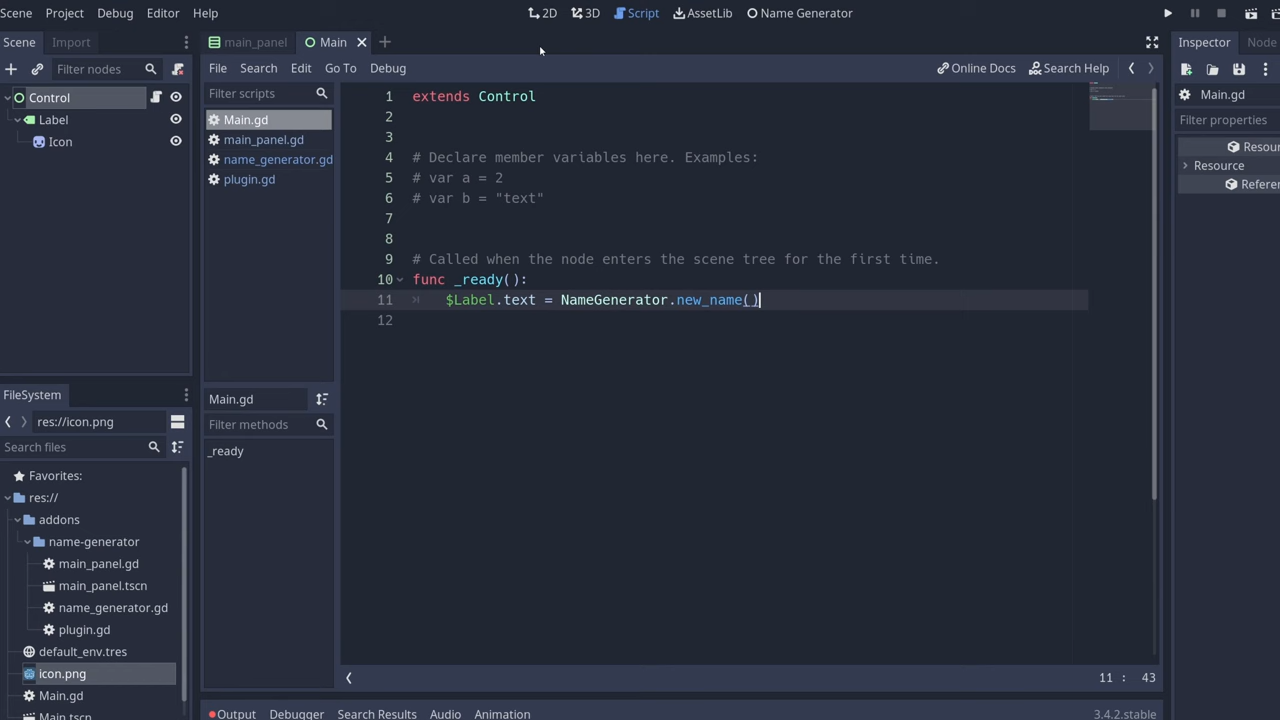 Scene Project Debug Editor Help 2D 3D Script AssetLib Name Generator
Scene Import main_panel Main Inspector Node
Filter nodes File Search Edit Go To Debug Online Docs Search Help
Control Filter scripts Main.gd
Label Main.gd Filter properties
Icon main_panel.gd Resou
name_generator.gd Resource
plugin.gd Refere
1 extends Control
2
3
4 # Declare member variables here. Examples:
5 # var a = 2
6 # var b = "text"
7
8
9 # Called when the node enters the scene tree for the first time.
10 func _ready():
11 $Label.text = NameGenerator.new_name()
12
FileSystem Main.gd
res://icon.png Filter methods
Search files _ready
Favorites:
res://
addons
name-generator
main_panel.gd
main_panel.tscn
name_generator.gd
plugin.gd
default_env.tres
icon.png 11 : 43
Main.gd
Main.tscn Output Debugger Search Results Audio Animation 3.4.2.stable